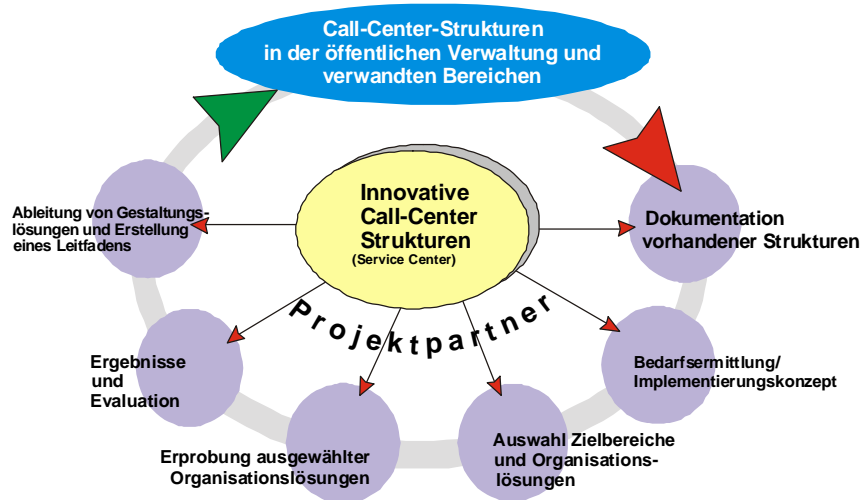 Call-Center-Strukturen
in der öffentlichen Verwaltung und
verwandten Bereichen
Innovative
Call-Center
Strukturen
(Service Center)
Projektpartner
Dokumentation
vorhandener Strukturen
Bedarfsermittlung/
Implementierungskonzept
Auswahl Zielbereiche
und Organisations-
lösungen
Erprobung ausgewählter
Organisationslösungen
Ergebnisse
und
Evaluation
Ableitung von Gestaltungs-
lösungen und Erstellung
eines Leitfadens